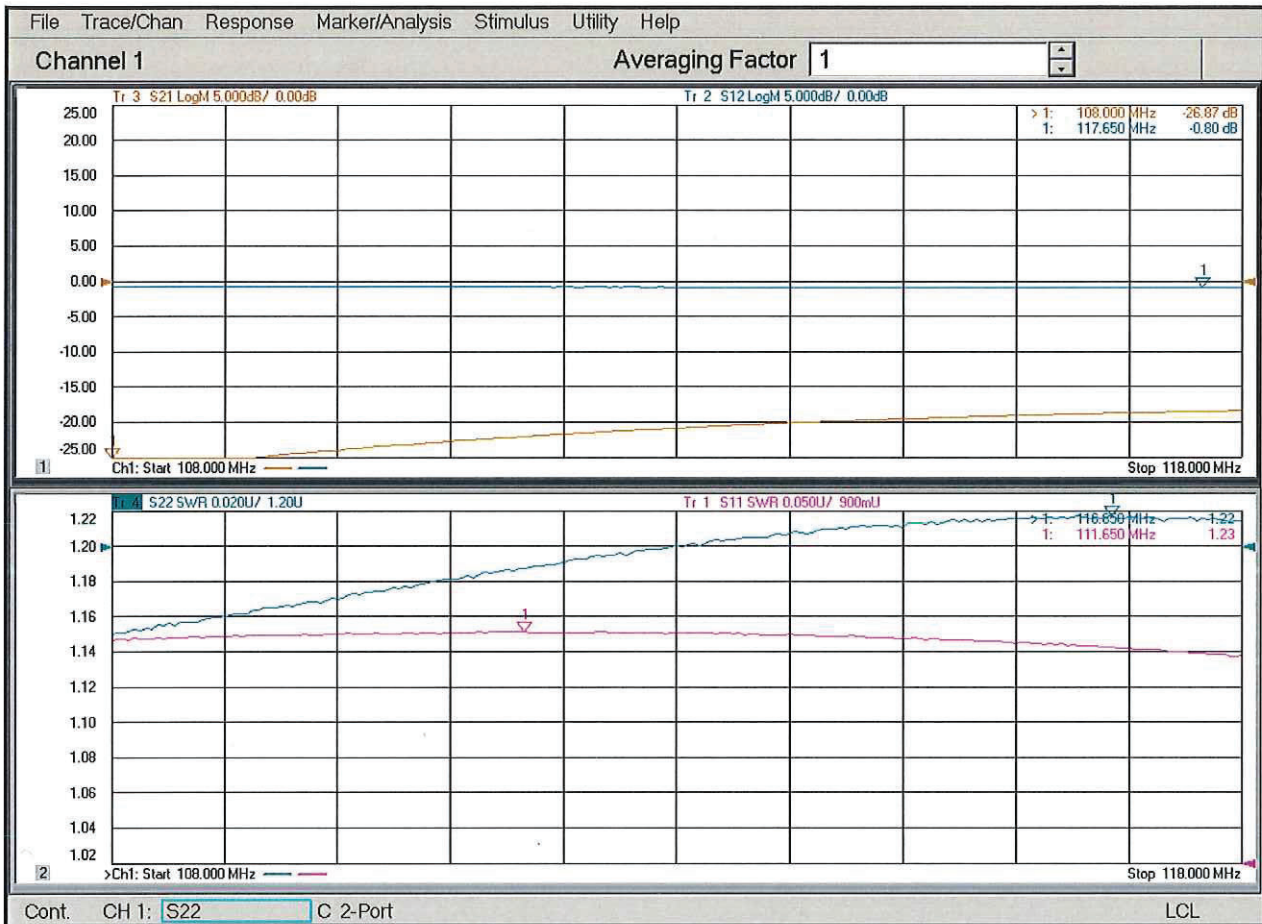 File Trace/Chan Response Marker/Analysis Stimulus Utility Help
Channel 1 Averaging Factor 1
Tr 3 S21 LogM 5.000dB/ 0.00dB Tr 2 S12 LogM 5.000dB/ 0.00dB
> 1: 108.000 MHz -26.87 dB
1: 117.650 MHz -0.80 dB
25.00
20.00
15.00
10.00
5.00
0.00
-5.00
-10.00
-15.00
-20.00
-25.00
1
1
Ch1: Start 108.000 MHz Stop 118.000 MHz
Tr 4 S22 SWR 0.020U/ 1.20U Tr 1 S11 SWR 0.050U/ 900mU
1
> 1: 116.850 MHz 1.22
1: 111.650 MHz 1.23
1.22
1.20
1.18
1.16
1
1.14
1.12
1.10
1.08
1.06
1.04
1.02
2
>Ch1: Start 108.000 MHz Stop 118.000 MHz
Cont. CH 1: S22 C 2-Port LCL